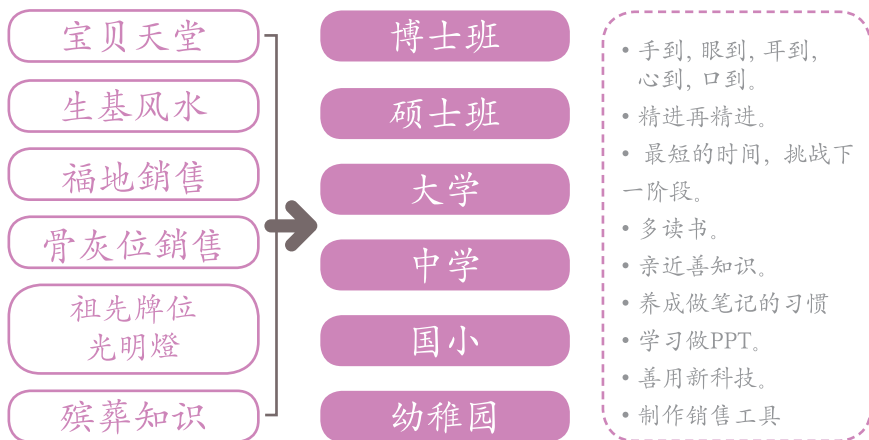 宝贝天堂
生基风水
福地銷售
骨灰位銷售
祖先牌位
光明燈
殡葬知识
博士班
硕士班
大学
中学
国小
幼稚园
• 手到, 眼到, 耳到,
心到, 口到。
• 精进再精进。
• 最短的时间, 挑战下
一阶段。
• 多读书。
• 亲近善知识。
• 养成做笔记的习惯
• 学习做PPT。
• 善用新科技。
• 制作销售工具